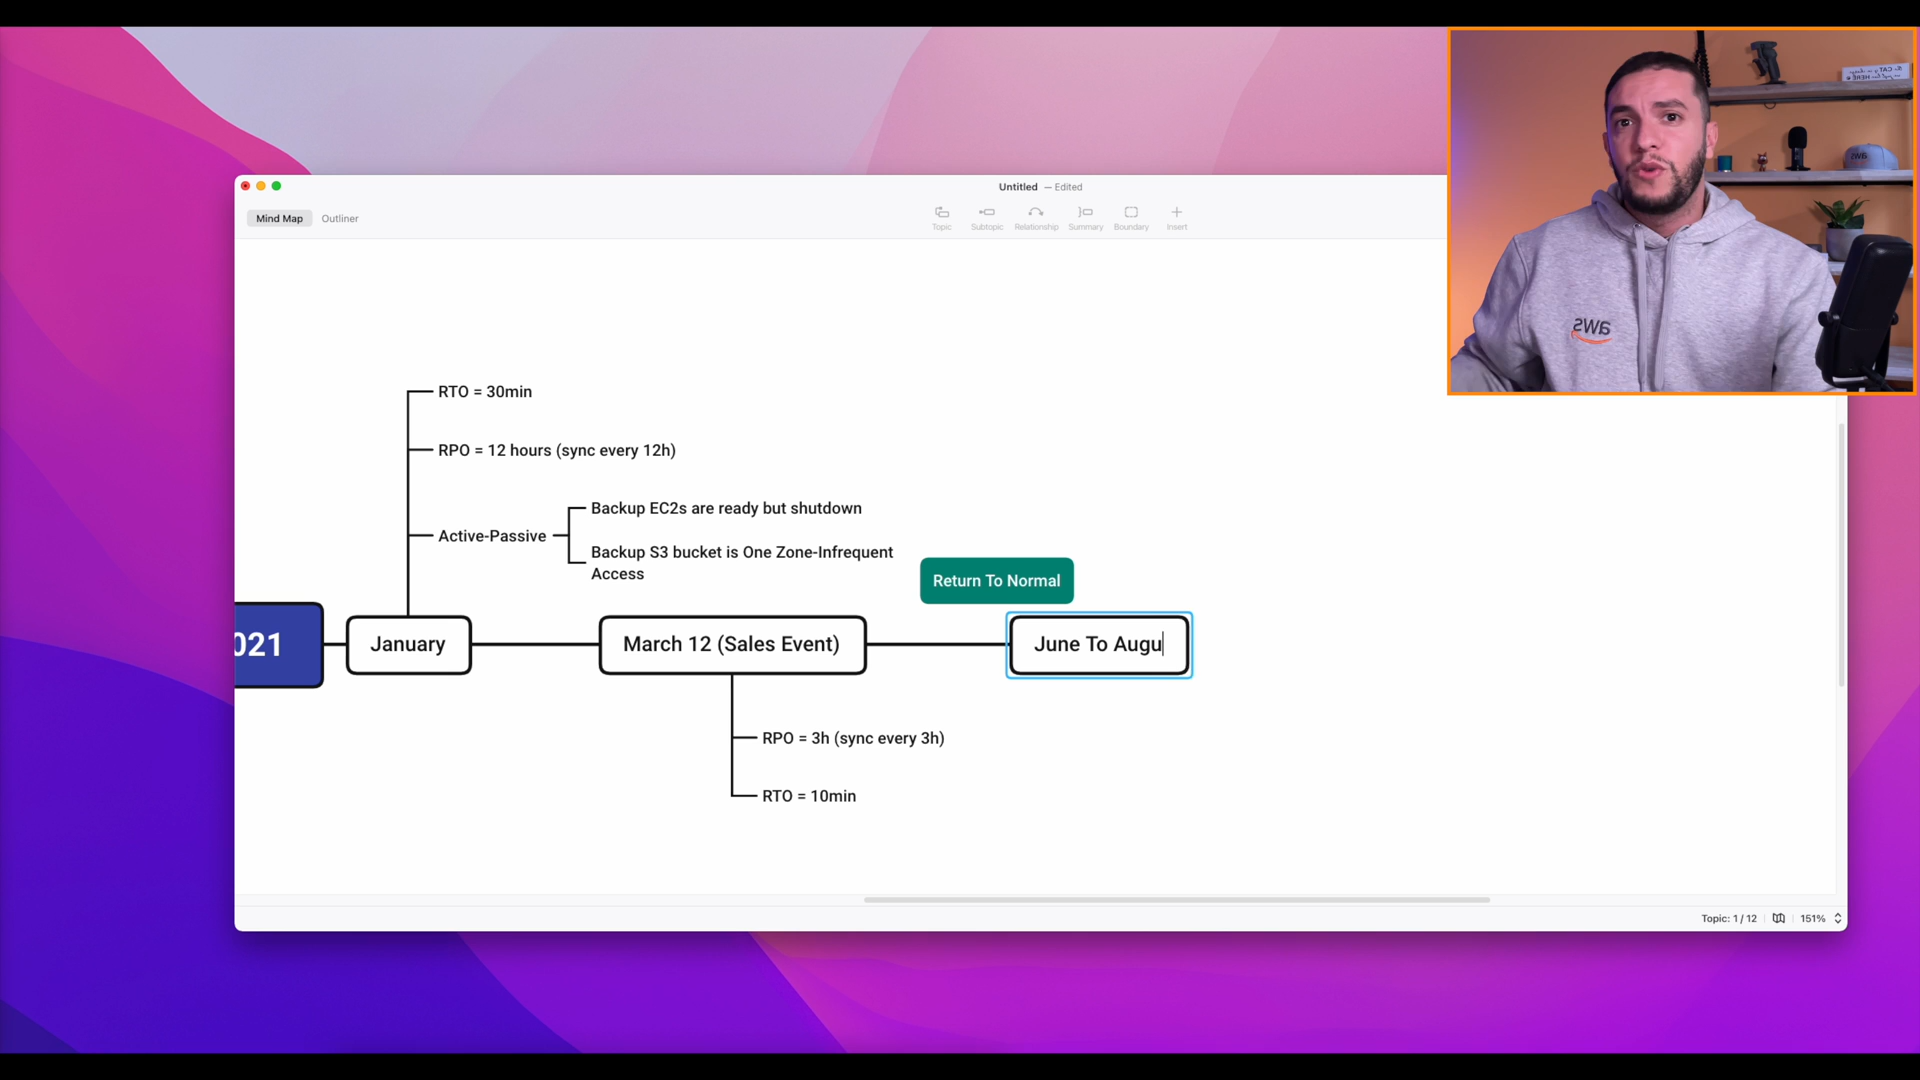 Untitled — Edited
Mind Map Outliner
Topic Subtopic Relationship Summary Boundary Insert
RTO = 30min
RPO = 12 hours (sync every 12h)
Active-Passive
Backup EC2s are ready but shutdown
Backup S3 bucket is One Zone-Infrequent
Access
Return To Normal
021
January
March 12 (Sales Event)
June To Augu
RPO = 3h (sync every 3h)
RTO = 10min
Topic: 1 / 12 151%
aws
aws